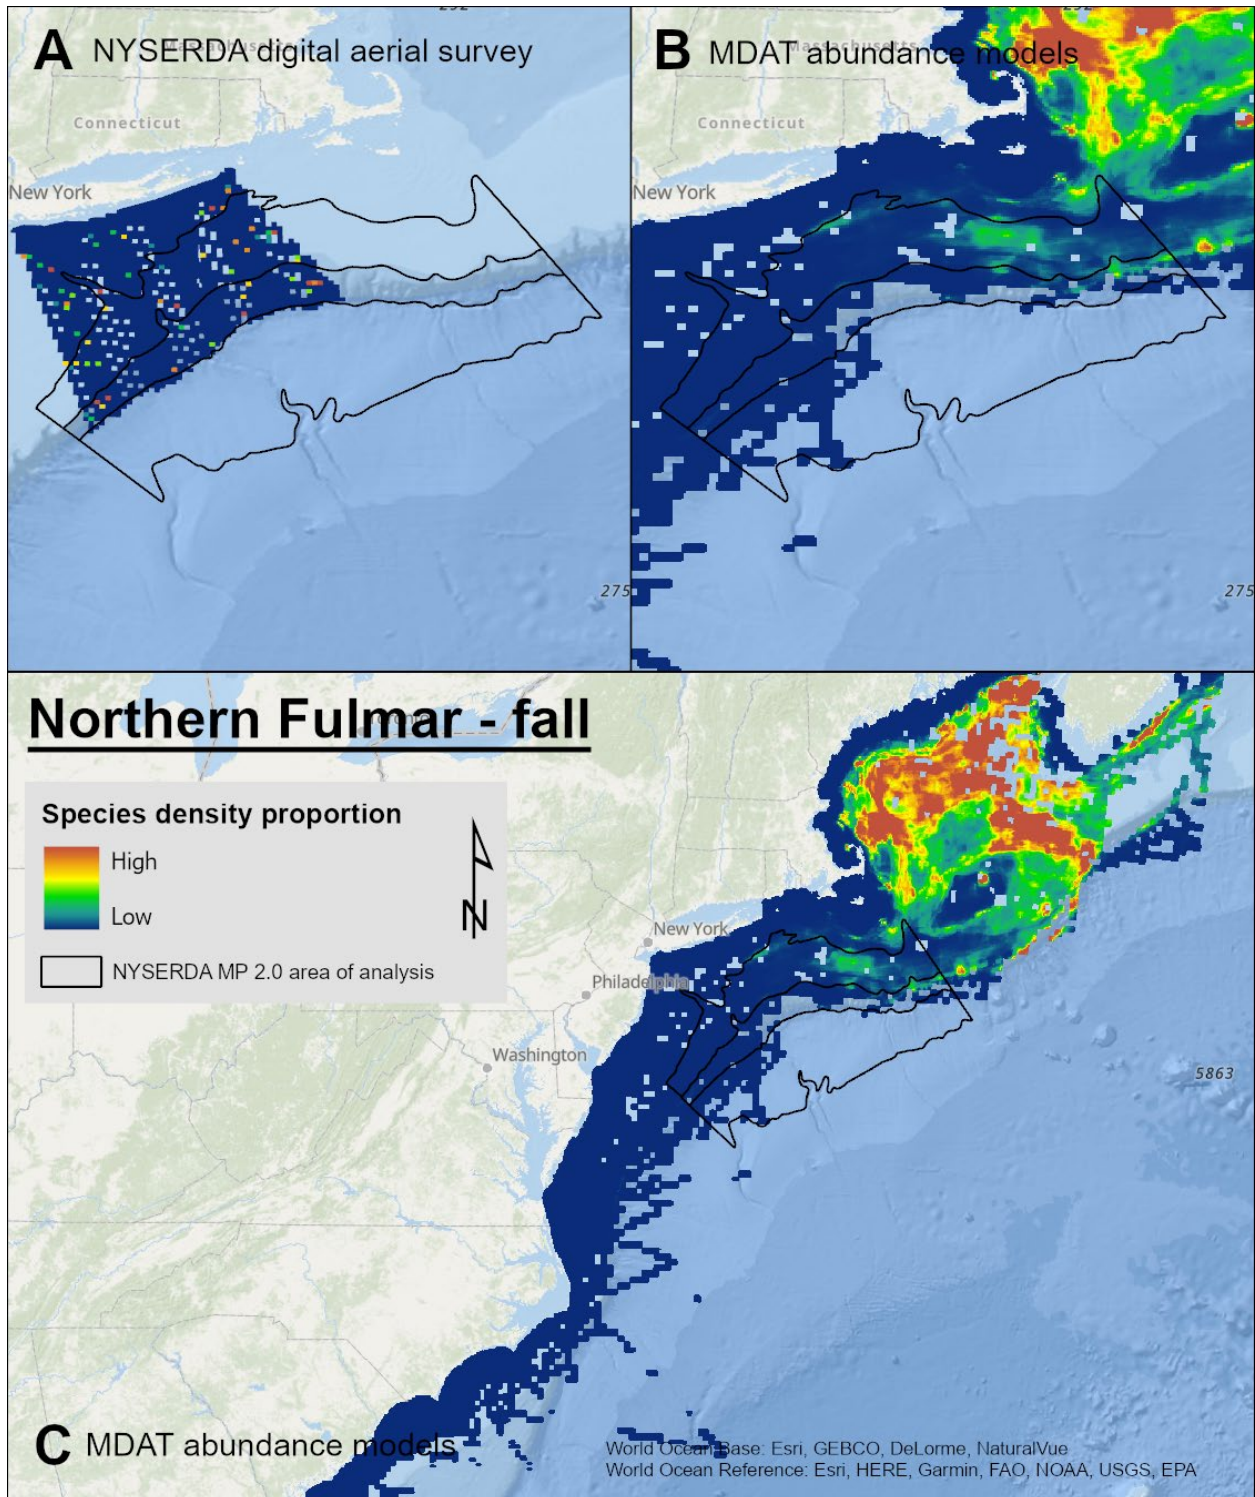 A NYSERDA digital aerial survey
Massachusetts
Connecticut
New York
275
B MDAT abundance models
Massachusetts
Connecticut
New York
275
Northern Fulmar - fall
Species density proportion
High
Low
N
NYSERDA MP 2.0 area of analysis
New York
Philadelphia
Washington
5863
C MDAT abundance models
World Ocean Base: Esri, GEBCO, DeLorme, NaturalVue
World Ocean Reference: Esri, HERE, Garmin, FAO, NOAA, USGS, EPA